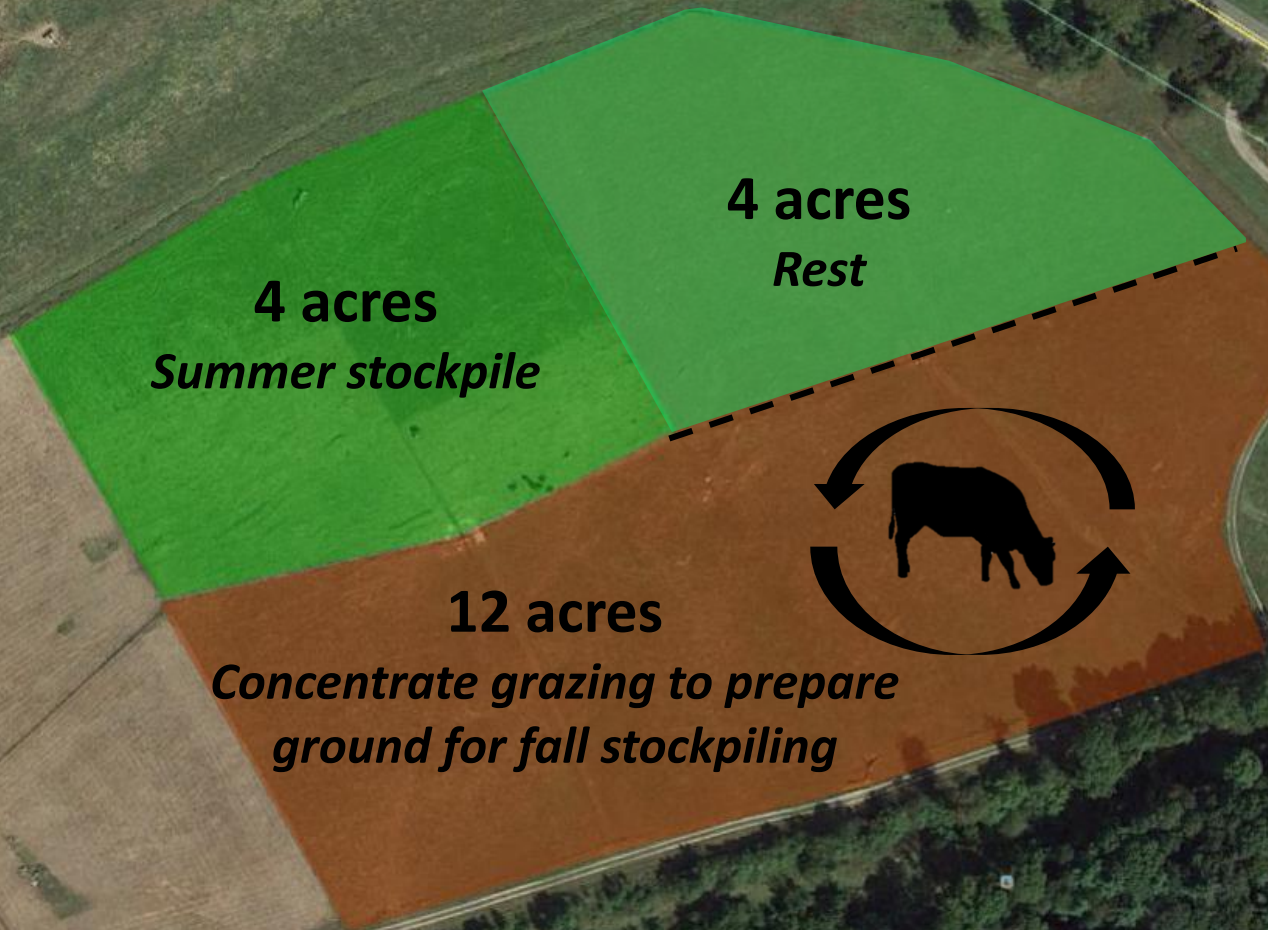 4 acres
Rest
4 acres
Summer stockpile
12 acres
Concentrate grazing to prepare
ground for fall stockpiling